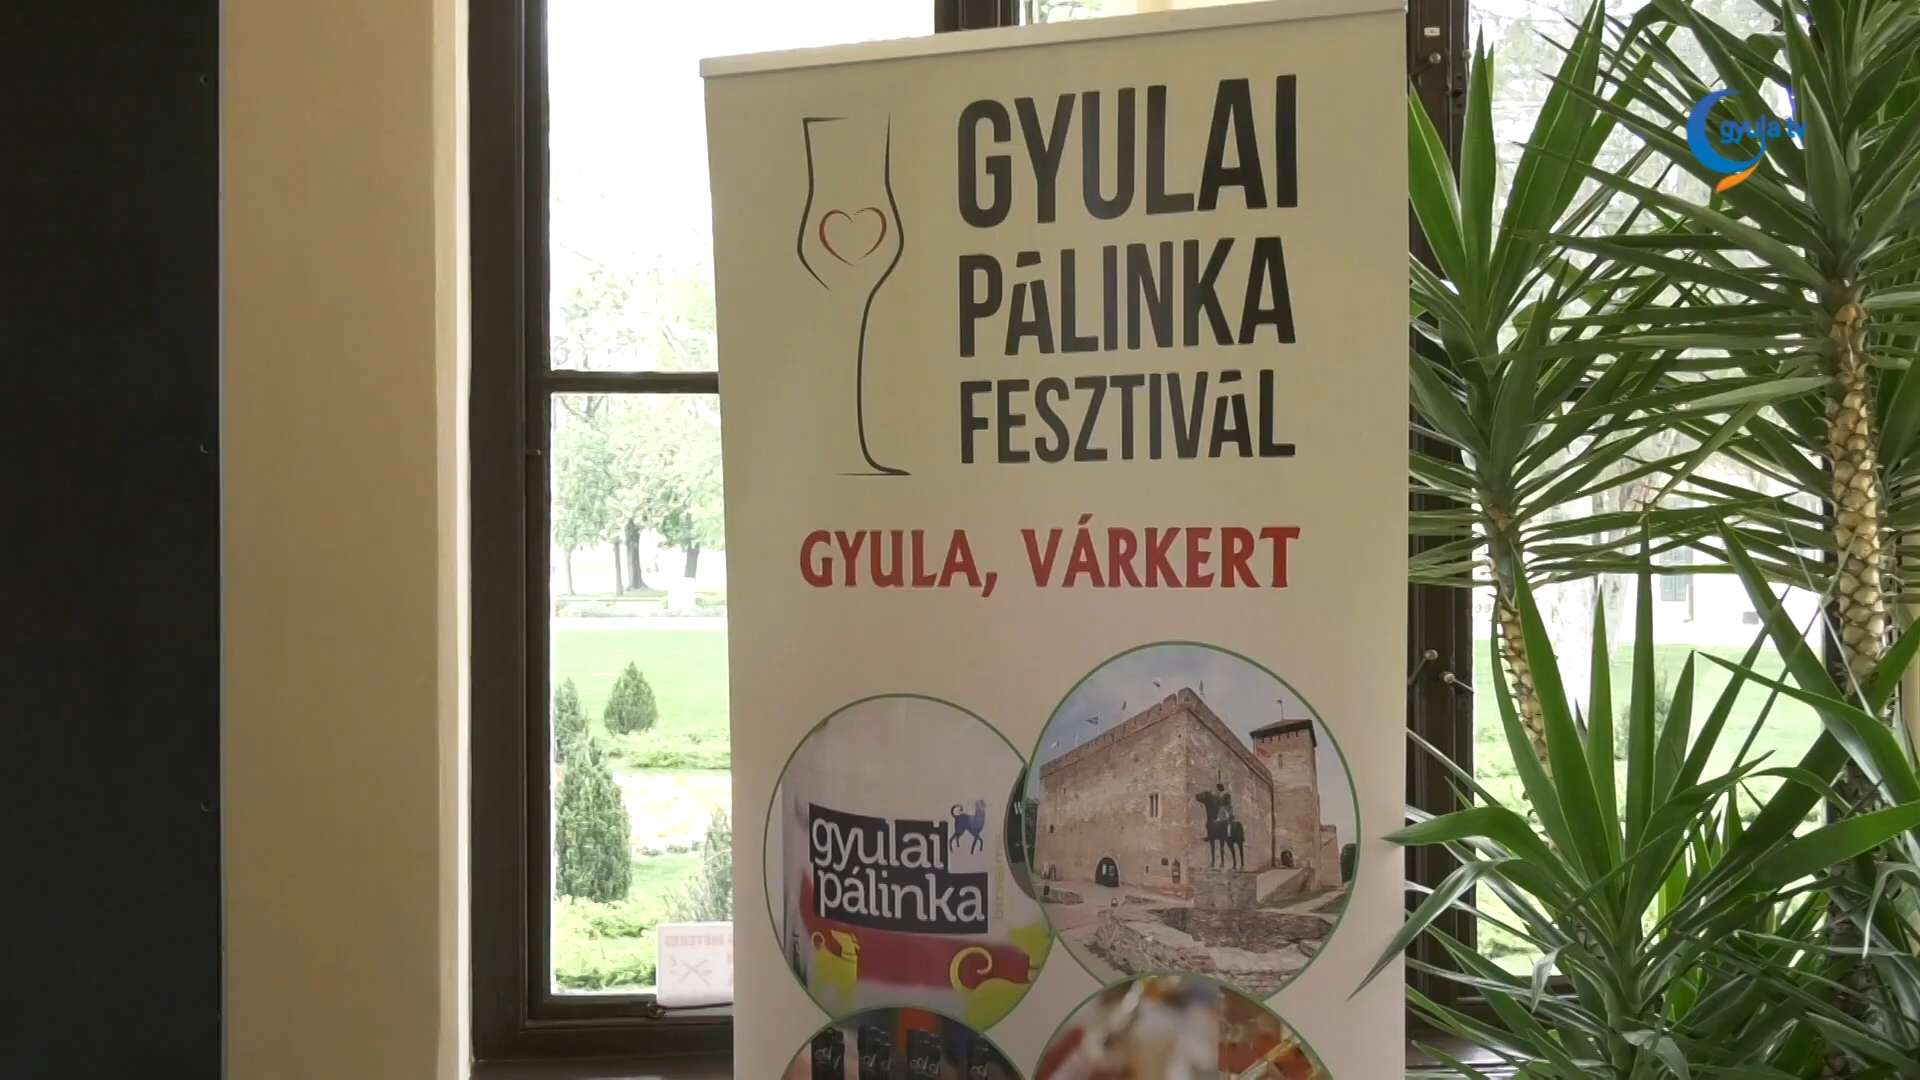 GYULAI
PÁLINKA
FESZTIVÁL
GYULA, VÁRKERT
gyulai
pálinka
gyula tv